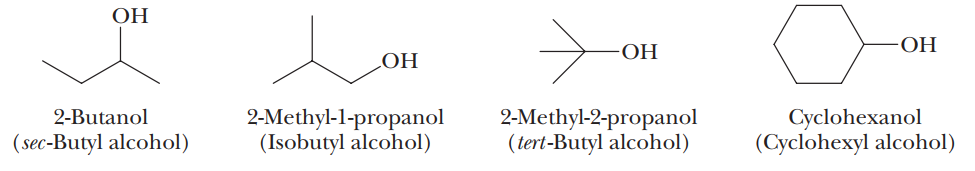 OH
OH
OH
OH
2-Butanol
(sec-Butyl alcohol)
2-Methyl-1-propanol
(Isobutyl alcohol)
2-Methyl-2-propanol
(tert-Butyl alcohol)
Cyclohexanol
(Cyclohexyl alcohol)